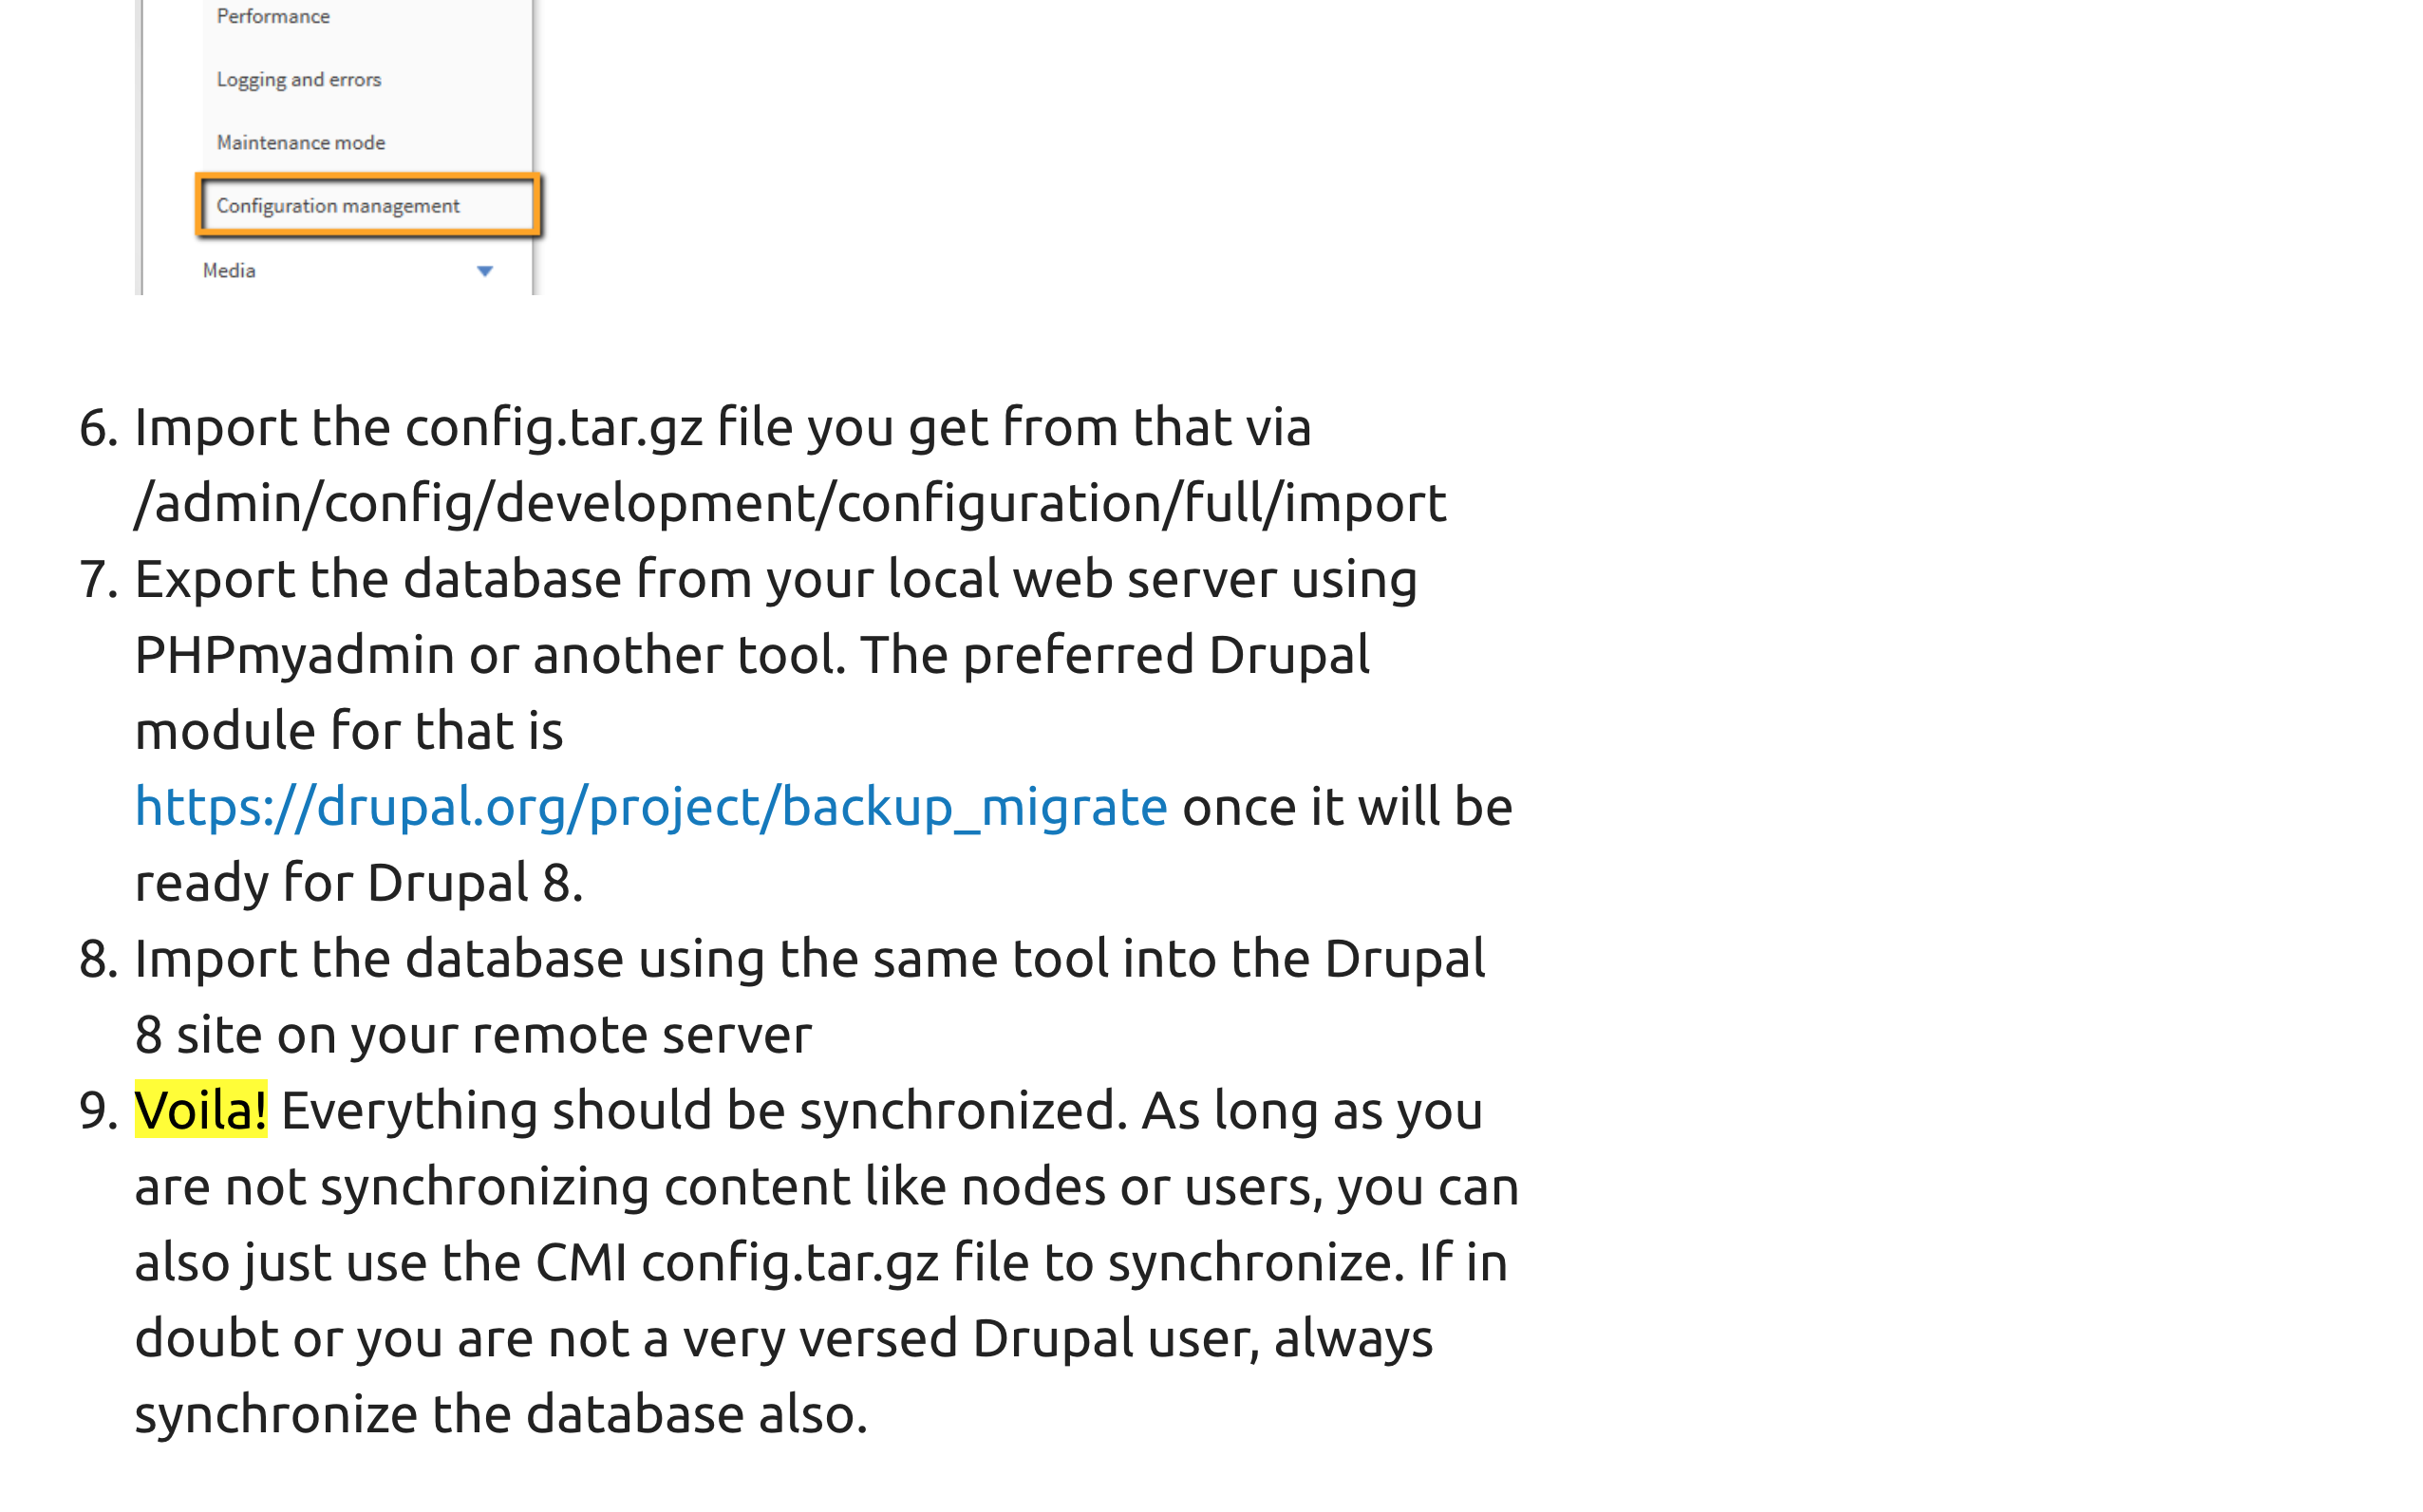 Performance
Logging and errors
Maintenance mode
Configuration management
Media
6. Import the config.tar.gz file you get from that via
/admin/config/development/configuration/full/import
7. Export the database from your local web server using
PHPmyadmin or another tool. The preferred Drupal
module for that is
https://drupal.org/project/backup_migrate once it will be
ready for Drupal 8.
8. Import the database using the same tool into the Drupal
8 site on your remote server
9. Voila! Everything should be synchronized. As long as you
are not synchronizing content like nodes or users, you can
also just use the CMI config.tar.gz file to synchronize. If in
doubt or you are not a very versed Drupal user, always
synchronize the database also.